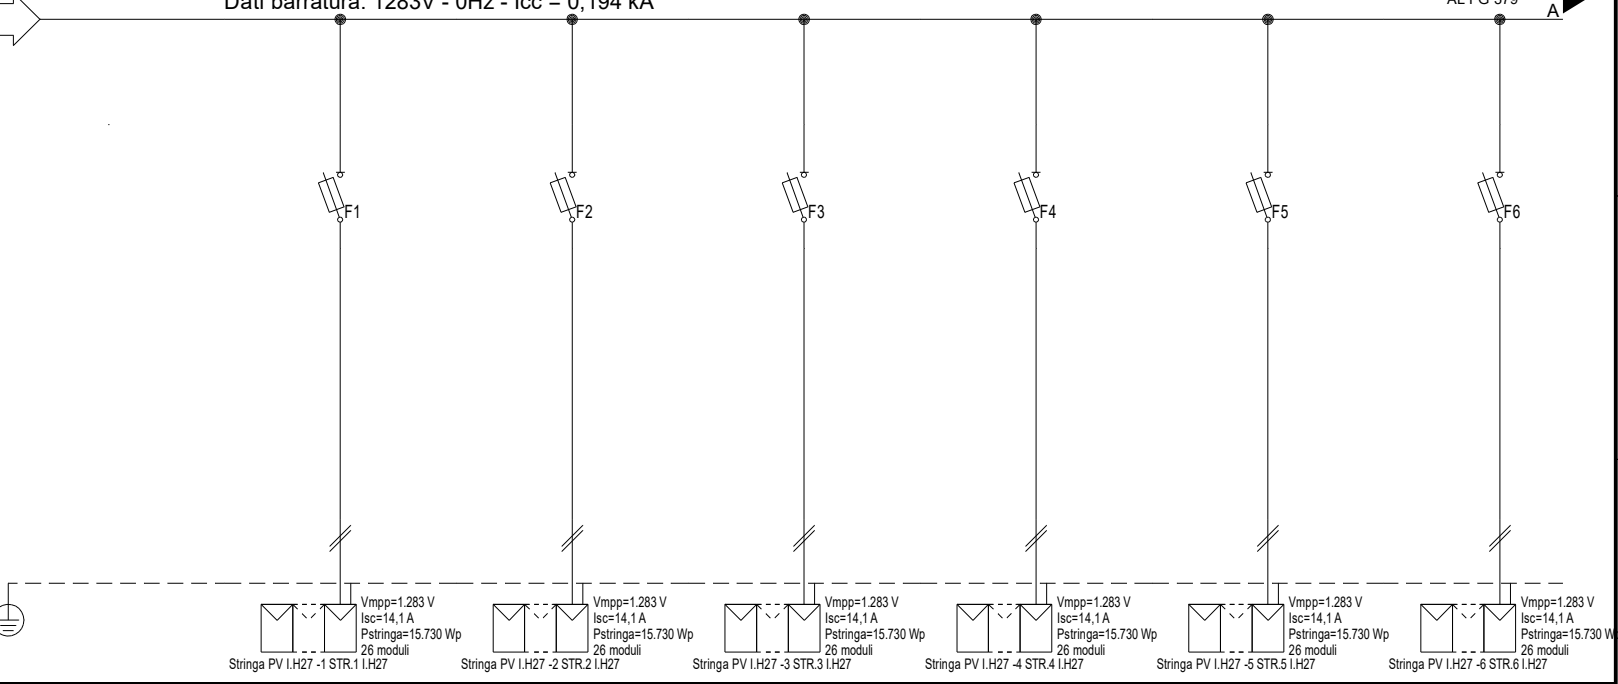 Dati barratura: 1283V - 0Hz - Icc = 0,194 kA
A
F1
F2
F3
F4
F5
F6
Vmpp=1.283 V
Isc=14,1 A
Pstringa=15.730 Wp
26 moduli
Stringa PV I.H27 -1 STR.1 I.H27
Vmpp=1.283 V
Isc=14,1 A
Pstringa=15.730 Wp
26 moduli
Stringa PV I.H27 -2 STR.2 I.H27
Vmpp=1.283 V
Isc=14,1 A
Pstringa=15.730 Wp
26 moduli
Stringa PV I.H27 -3 STR.3 I.H27
Vmpp=1.283 V
Isc=14,1 A
Pstringa=15.730 Wp
26 moduli
Stringa PV I.H27 -4 STR.4 I.H27
Vmpp=1.283 V
Isc=14,1 A
Pstringa=15.730 Wp
26 moduli
Stringa PV I.H27 -5 STR.5 I.H27
Vmpp=1.283 V
Isc=14,1 A
Pstringa=15.730 W
26 moduli
Stringa PV I.H27 -6 STR.6 I.H27